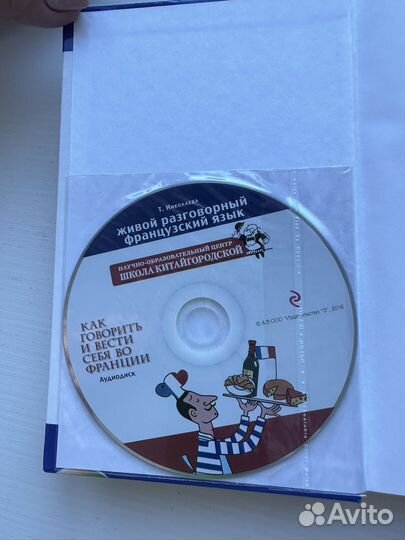 Т. Николаева
ЖИВОЙ РАЗГОВОРНЫЙ
ФРАНЦУЗСКИЙ ЯЗЫК
НАУЧНО-ОБРАЗОВАТЕЛЬНЫЙ ЦЕНТР
ШКОЛА КИТАЙГОРОДСКОЙ
КАК
ГОВОРИТЬ
И ВЕСТИ
СЕБЯ ВО
ФРАНЦИИ
Аудиодиск
ООО "Издательство "Э", 2016
Avito